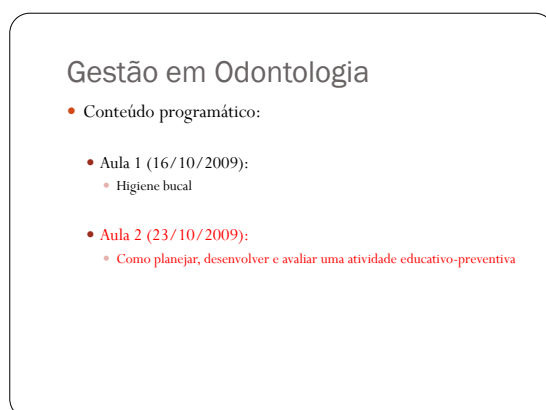 Gestão em Odontologia
Conteúdo programático:
Aula 1 (16/10/2009):
Higiene bucal
Aula 2 (23/10/2009):
Como planejar, desenvolver e avaliar uma atividade educativo-preventiva